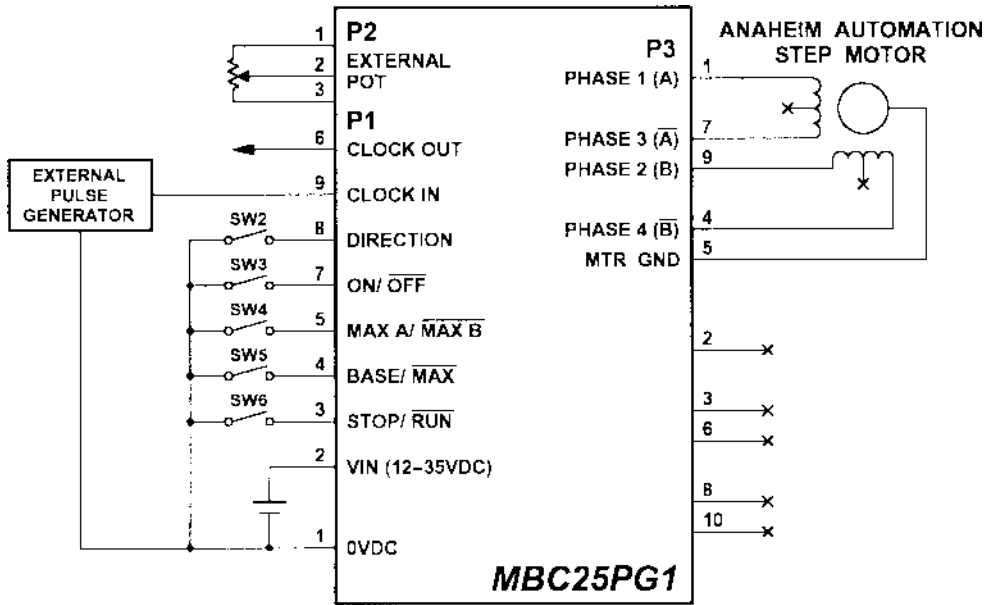 P2
1
2 EXTERNAL
3 POT
P1
6 CLOCK OUT
9 CLOCK IN
EXTERNAL
PULSE
GENERATOR
SW2
8 DIRECTION
SW3
7 ON/ OFF
SW4
5 MAX A/ MAX B
SW5
4 BASE/ MAX
SW6
3 STOP/ RUN
2 VIN (12–35VDC)
1 0VDC
P3
ANAHEIM AUTOMATION
STEP MOTOR
PHASE 1 (A) 1
PHASE 3 (A̅) 7
PHASE 2 (B) 9
PHASE 4 (B̅) 4
MTR GND 5
2
3
6
8
10
MBC25PG1